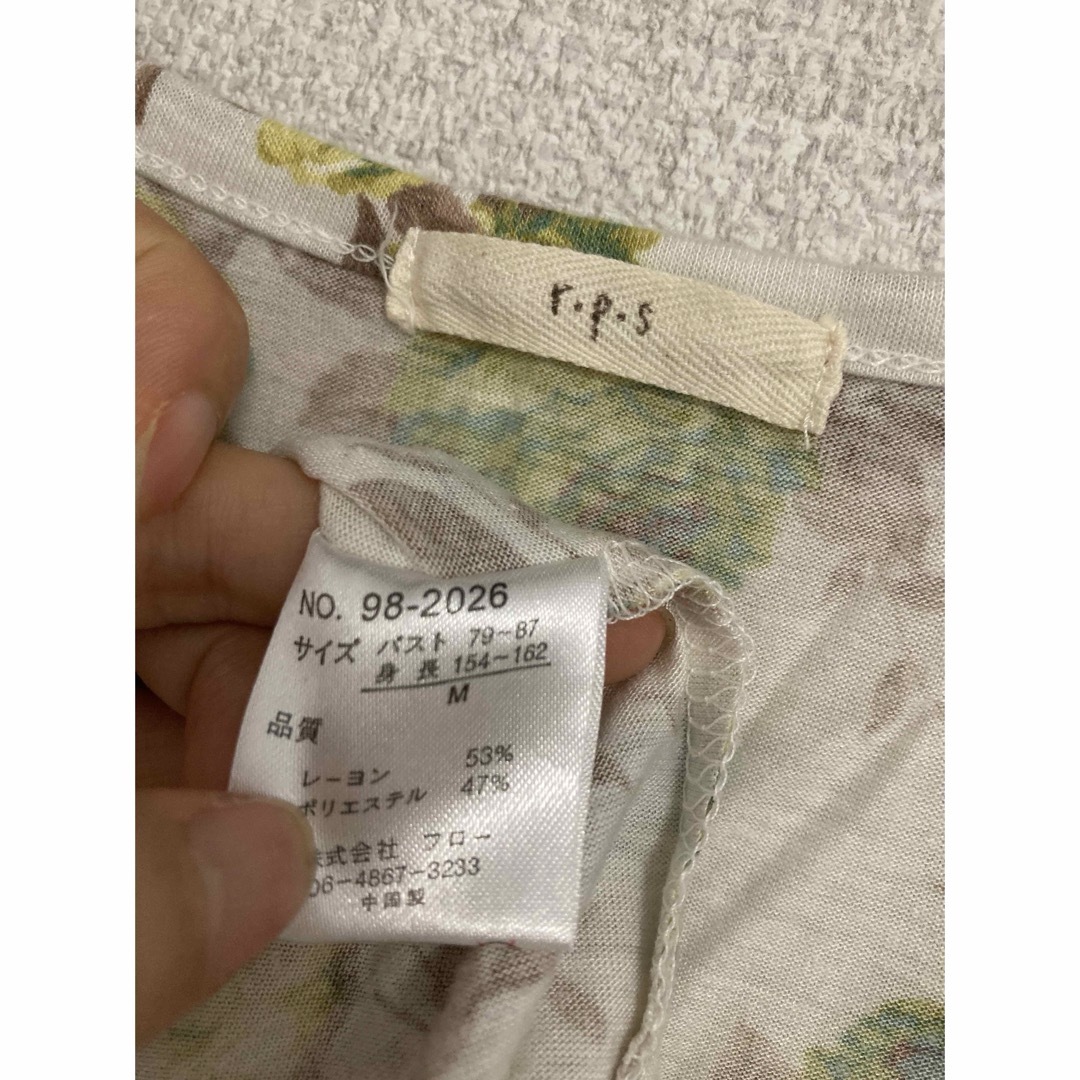 r.p.s
NO. 98-2026
サイズ バスト 79~87
身長 154~162
M
品質
レーヨン 53%
ポリエステル 47%
式会社 フロー
06-4867-3233
中国製